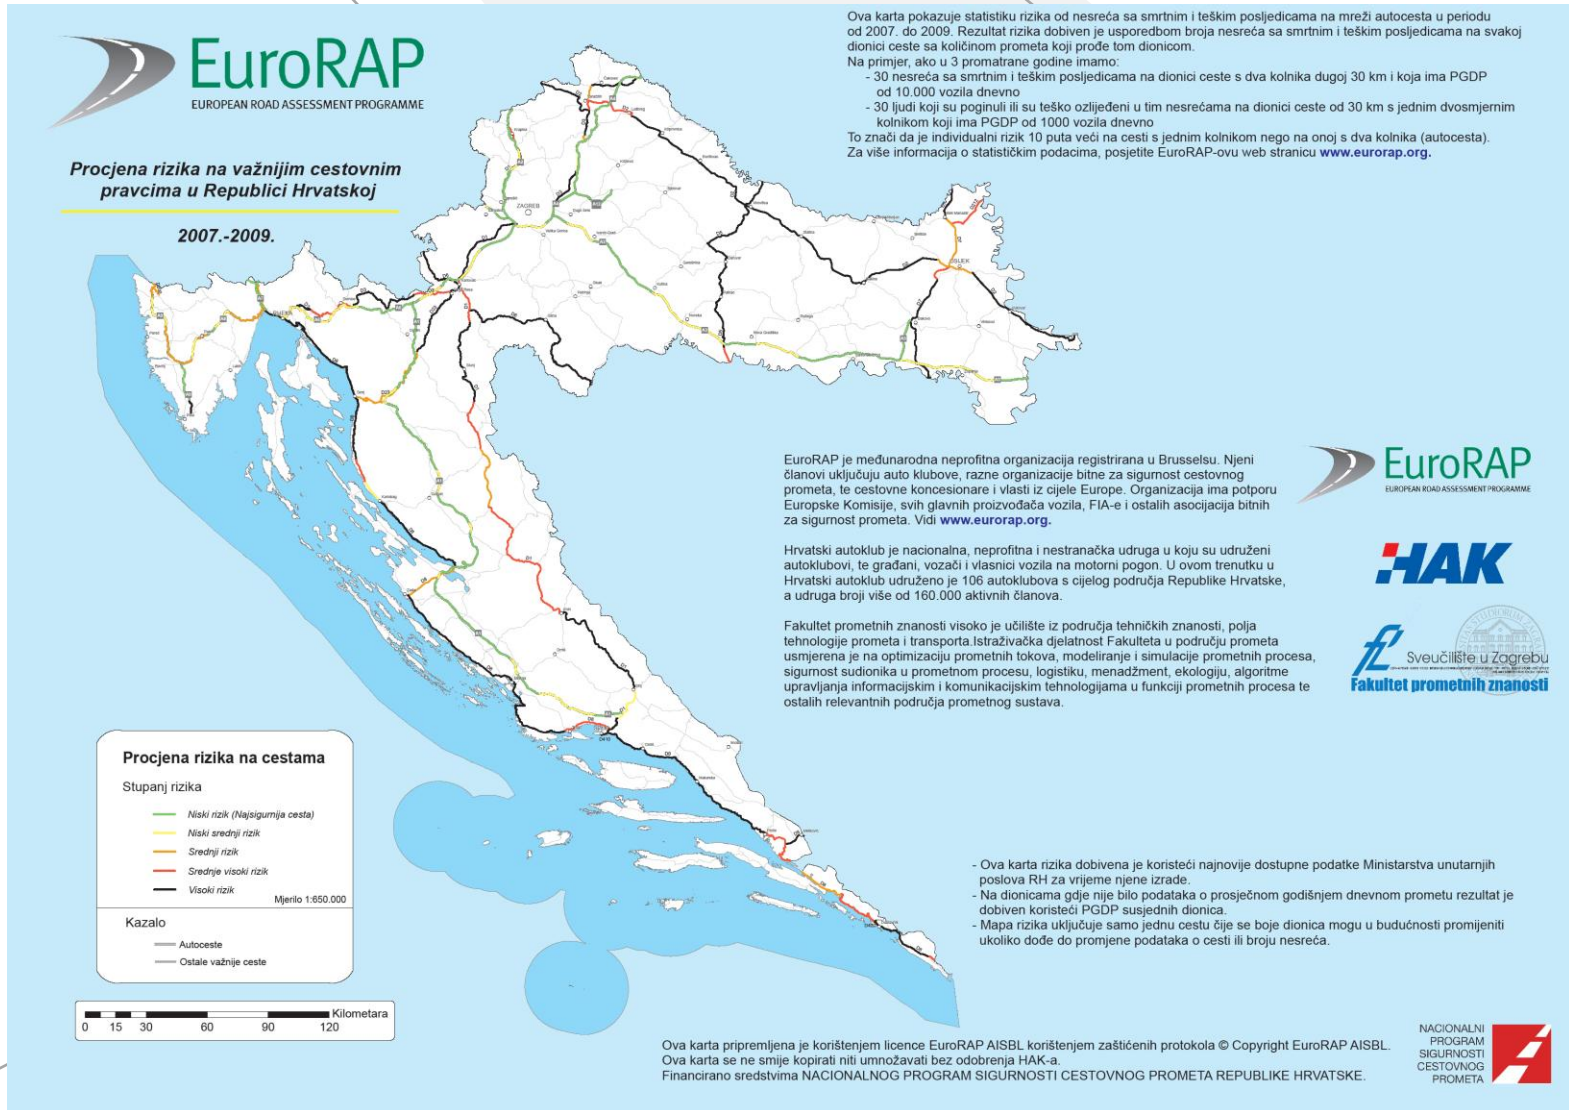 EuroRAP
EUROPEAN ROAD ASSESSMENT PROGRAMME
Procjena rizika na važnijim cestovnim
pravcima u Republici Hrvatskoj
2007.-2009.
Ova karta pokazuje statistiku rizika od nesreća sa smrtnim i teškim posljedicama na mreži autocesta u periodu
od 2007. do 2009. Rezultat rizika dobiven je usporedbom broja nesreća sa smrtnim i teškim posljedicama na svakoj
dionici ceste sa količinom prometa koji prođe tom dionicom.
Na primjer, ako u 3 promatrane godine imamo:
- 30 nesreća sa smrtnim i teškim posljedicama na dionici ceste s dva kolnika dugoj 30 km i koja ima PGDP
od 10.000 vozila dnevno
- 30 ljudi koji su poginuli ili su teško ozlijeđeni u tim nesrećama na dionici ceste od 30 km s jednim dvosmjernim
kolnikom koji ima PGDP od 1000 vozila dnevno
To znači da je individualni rizik 10 puta veći na cesti s jednim kolnikom nego na onoj s dva kolnika (autocesta).
Za više informacija o statističkim podacima, posjetite EuroRAP-ovu web stranicu www.eurorap.org.
ZAGREB
EuroRAP je međunarodna neprofitna organizacija registrirana u Brusselsu. Njeni
članovi uključuju auto klubove, razne organizacije bitne za sigurnost cestovnog
prometa, te cestovne koncesionare i vlasti iz cijele Europe. Organizacija ima potporu
Europske Komisije, svih glavnih proizvođača vozila, FIA-e i ostalih asocijacija bitnih
za sigurnost prometa. Vidi www.eurorap.org.
Hrvatski autoklub je nacionalna, neprofitna i nestranačka udruga u koju su udruženi
autoklubovi, te građani, vozači i vlasnici vozila na motorni pogon. U ovom trenutku u
Hrvatski autoklub udruženo je 106 autoklubova s cijelog područja Republike Hrvatske,
a udruga broji više od 160.000 aktivnih članova.
Fakultet prometnih znanosti visoko je učilište iz područja tehničkih znanosti, polja
tehnologije prometa i transporta.Istraživačka djelatnost Fakulteta u području prometa
usmjerena je na optimizaciju prometnih tokova, modeliranje i simulacije prometnih procesa,
sigurnost sudionika u prometnom procesu, logistiku, menadžment, ekologiju, algoritme
upravljanja informacijskim i komunikacijskim tehnologijama u funkciji prometnih procesa te
ostalih relevantnih područja prometnog sustava.
EuroRAP
EUROPEAN ROAD ASSESSMENT PROGRAMME
HAK
Sveučilište u Zagrebu
Fakultet prometnih znanosti
Procjena rizika na cestama
Stupanj rizika
Niski rizik (Najsigurnija cesta)
Niski srednji rizik
Srednji rizik
Srednje visoki rizik
Visoki rizik
Mjerilo 1:650.000
Kazalo
Autoceste
Ostale važnije ceste
Kilometara
0 15 30 60 90 120
- Ova karta rizika dobivena je koristeći najnovije dostupne podatke Ministarstva unutarnjih
poslova RH za vrijeme njene izrade.
- Na dionicama gdje nije bilo podataka o prosječnom godišnjem dnevnom prometu rezultat je
dobiven koristeći PGDP susjednih dionica.
- Mapa rizika uključuje samo jednu cestu čije se boje dionica mogu u budućnosti promijeniti
ukoliko dođe do promjene podataka o cesti ili broju nesreća.
Ova karta pripremljena je korištenjem licence EuroRAP AISBL korištenjem zaštićenih protokola © Copyright EuroRAP AISBL.
Ova karta se ne smije kopirati niti umnožavati bez odobrenja HAK-a.
Financirano sredstvima NACIONALNOG PROGRAM SIGURNOSTI CESTOVNOG PROMETA REPUBLIKE HRVATSKE.
NACIONALNI
PROGRAM
SIGURNOSTI
CESTOVNOG
PROMETA